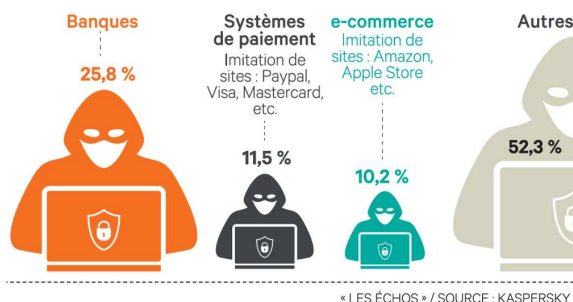 Banques
25,8 %
Systèmes
de paiement
Imitation de
sites : Paypal,
Visa, Mastercard,
etc.
11,5 %
e-commerce
Imitation de
sites : Amazon,
Apple Store
etc.
10,2 %
Autres
52,3 %
« LES ÉCHOS » / SOURCE : KASPERSKY